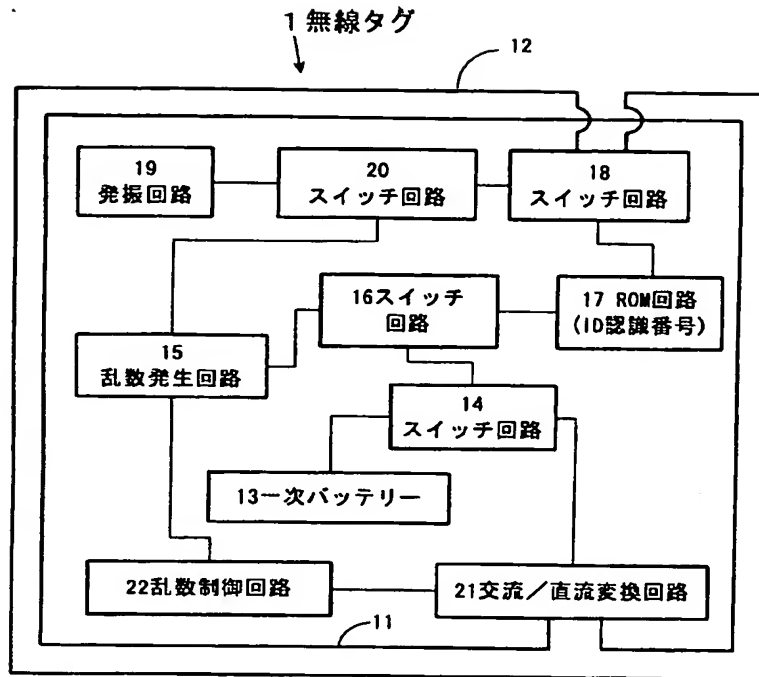 1 無線タグ
12
19
発振回路
20
スイッチ回路
18
スイッチ回路
16スイッチ
回路
17 ROM回路
(ID認識番号)
15
乱数発生回路
14
スイッチ回路
13一次バッテリー
22乱数制御回路
21交流/直流変換回路
11